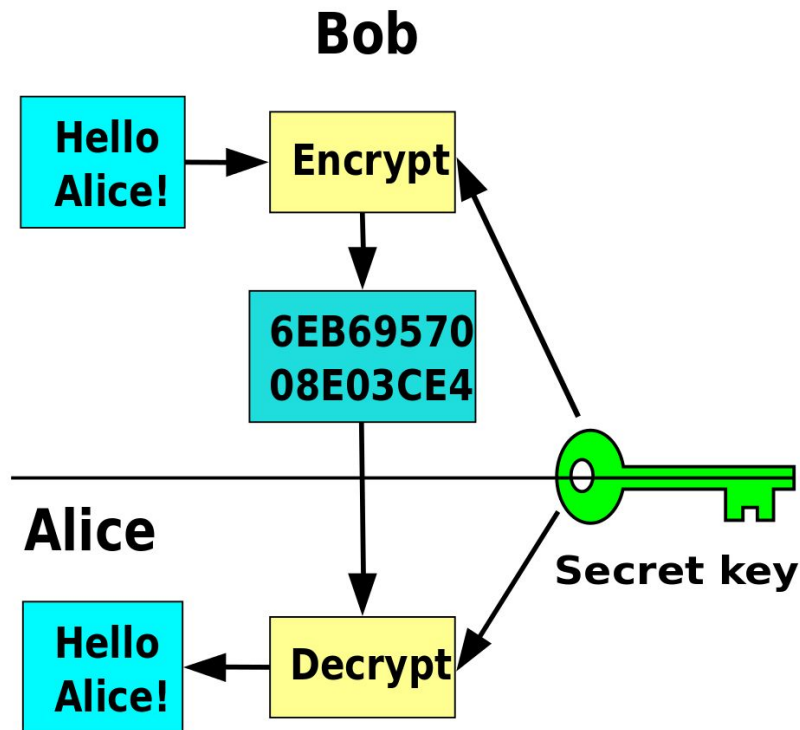 Bob
Hello
Alice!
Encrypt
6EB69570
08E03CE4
Alice
Secret key
Hello
Alice!
Decrypt